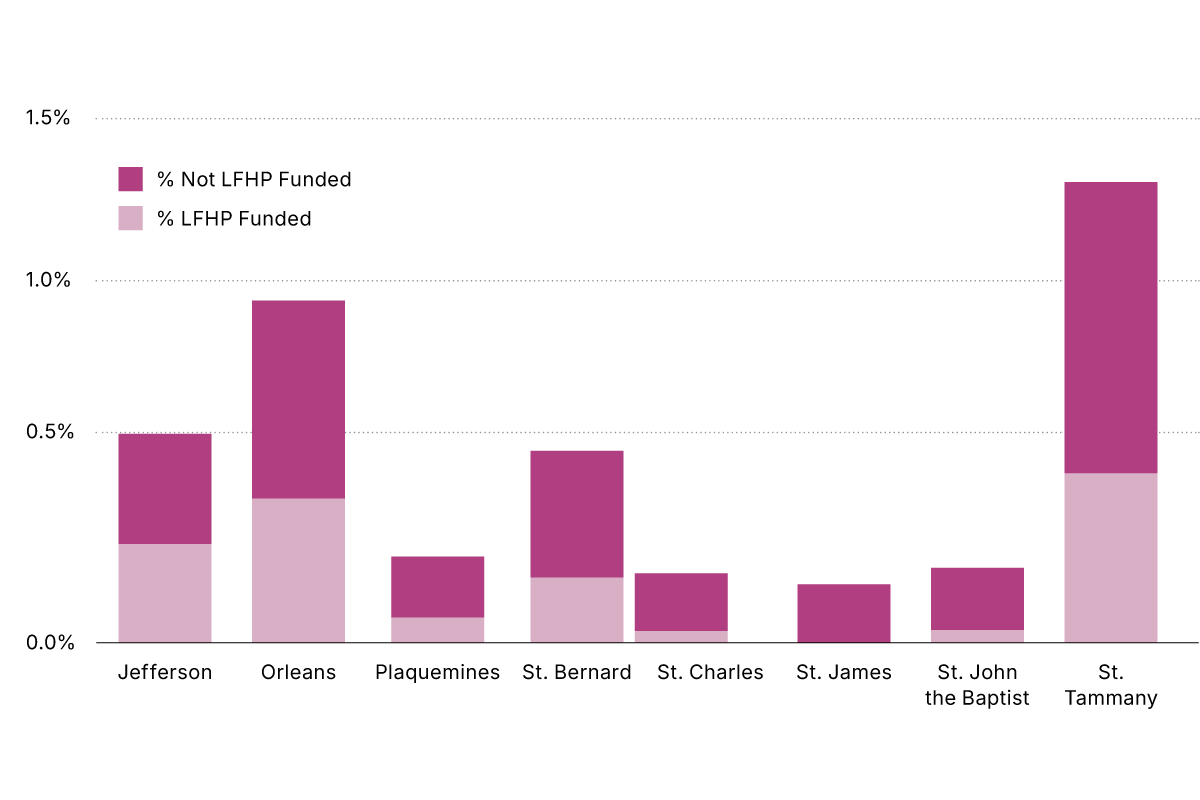 1.5%
% Not LFHP Funded
% LFHP Funded
1.0%
0.5%
0.0%
Jefferson
Orleans
Plaquemines
St. Bernard
St. Charles
St. James
St. John
the Baptist
St.
Tammany